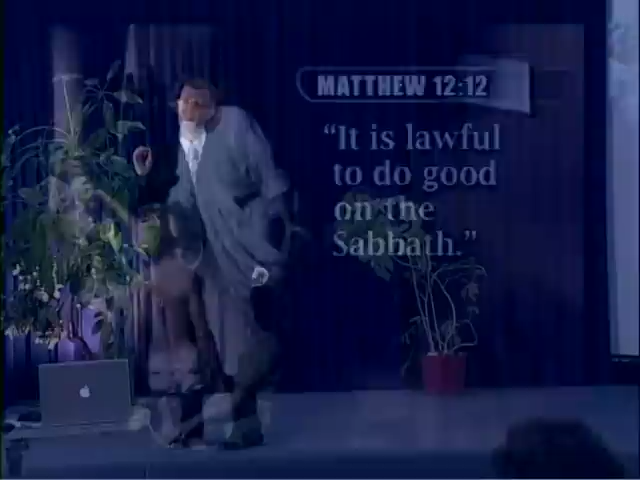 MATTHEW 12:12
“It is lawful
to do good
on the
Sabbath.”